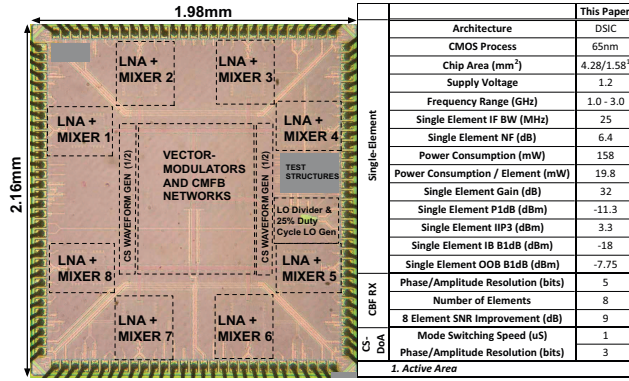 1.98mm
2.16mm
LNA +
MIXER 2
LNA +
MIXER 3
LNA +
MIXER 1
LNA +
MIXER 4
CS WAVEFORM GEN (1/2)
VECTOR-
MODULATORS
AND CMFB
NETWORKS
CS WAVEFORM GEN (1/2)
TEST
STRUCTURES
LO Divider &
25% Duty
Cycle LO Gen
LNA +
MIXER 8
LNA +
MIXER 5
LNA +
MIXER 7
LNA +
MIXER 6
This Paper
Single-Element
Architecture DSIC
CMOS Process 65nm
Chip Area (mm²) 4.28/1.58¹
Supply Voltage 1.2
Frequency Range (GHz) 1.0 - 3.0
Single Element IF BW (MHz) 25
Single Element NF (dB) 6.4
Power Consumption (mW) 158
Power Consumption / Element (mW) 19.8
Single Element Gain (dB) 32
Single Element P1dB (dBm) -11.3
Single Element IIP3 (dBm) 3.3
Single Element IB B1dB (dBm) -18
Single Element OOB B1dB (dBm) -7.75
CBF RX
Phase/Amplitude Resolution (bits) 5
Number of Elements 8
8 Element SNR Improvement (dB) 9
CS-
DoA
Mode Switching Speed (uS) 1
Phase/Amplitude Resolution (bits) 3
1. Active Area